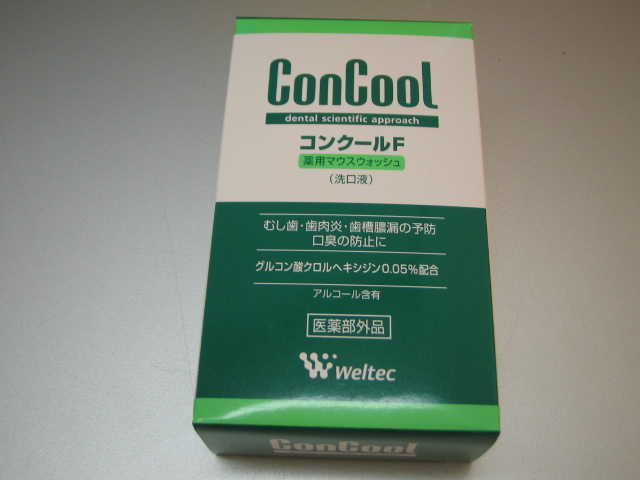 ConCool
dental scientific approach
コンクールF
薬用マウスウォッシュ
(洗口液)
むし歯・歯肉炎・歯槽膿漏の予防
口臭の防止に
グルコン酸クロルヘキシジン0.05%配合
アルコール含有
医薬部外品
Weltec
ConCool